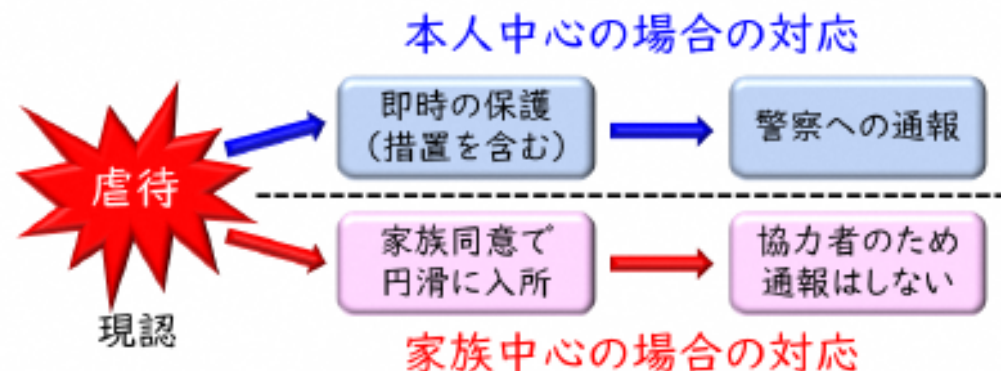 本人中心の場合の対応
虐待
現認
即時の保護
（措置を含む）
警察への通報
家族同意で
円滑に入所
協力者のため
通報はしない
家族中心の場合の対応